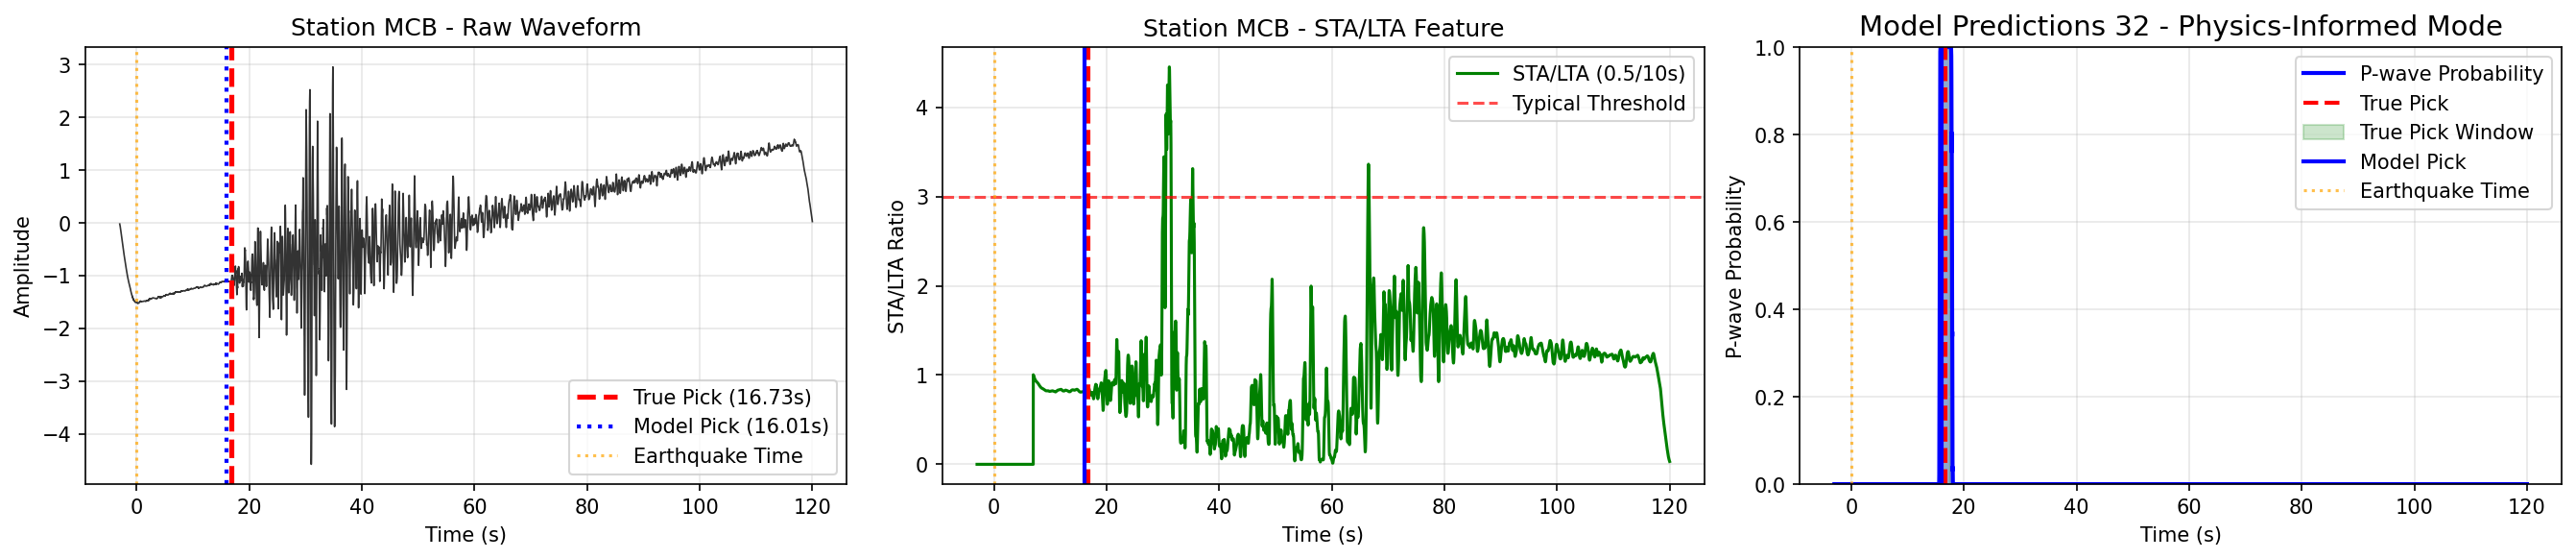 Station MCB - Raw Waveform
Amplitude
3
2
1
0
−1
−2
−3
−4
True Pick (16.73s)
Model Pick (16.01s)
Earthquake Time
0
20
40
60
80
100
120
Time (s)
Station MCB - STA/LTA Feature
STA/LTA Ratio
4
3
2
1
0
STA/LTA (0.5/10s)
Typical Threshold
0
20
40
60
80
100
120
Time (s)
Model Predictions 32 - Physics-Informed Mode
P-wave Probability
1.0
0.8
0.6
0.4
0.2
0.0
P-wave Probability
True Pick
True Pick Window
Model Pick
Earthquake Time
0
20
40
60
80
100
120
Time (s)